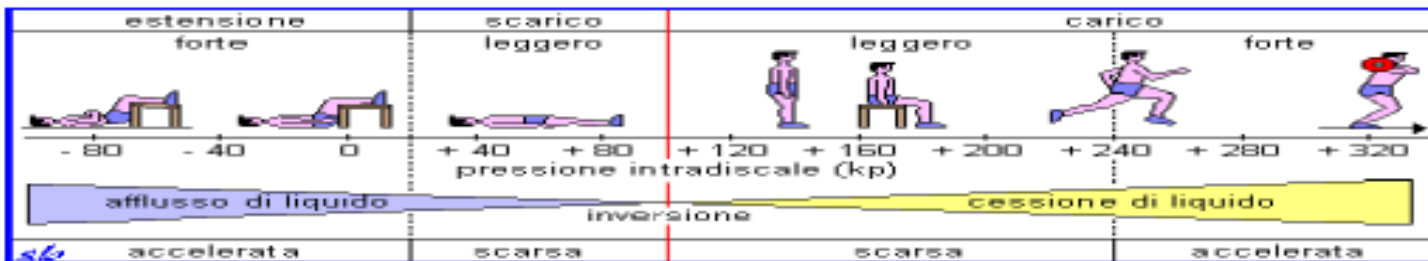 estensione scarico carico
forte leggero leggero forte
- 80 - 40 0 + 40 + 80 + 120 + 160 + 200 + 240 + 280 + 320
pressione intradiscale (kp)
afflusso di liquido cessione di liquido
inversione
accelerata scarsa scarsa accelerata